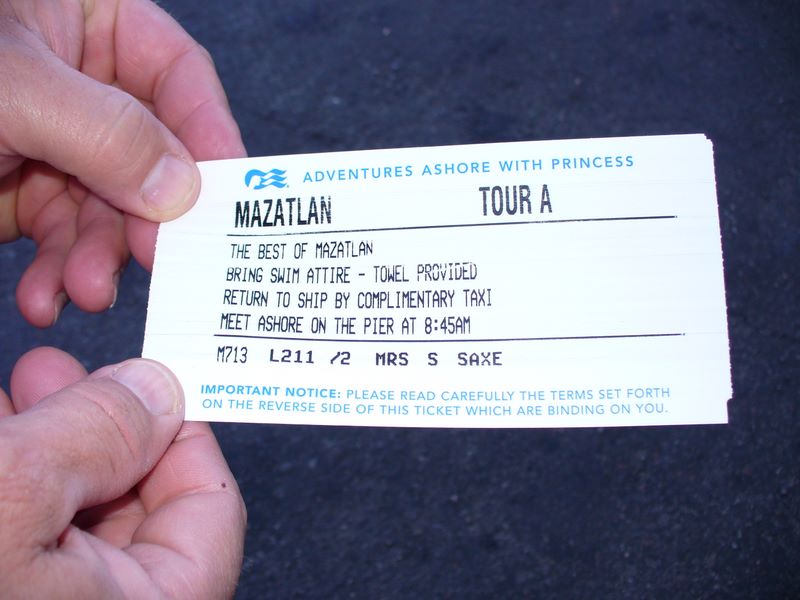 ADVENTURES ASHORE WITH PRINCESS
MAZATLAN TOUR A
THE BEST OF MAZATLAN
BRING SWIM ATTIRE - TOWEL PROVIDED
RETURN TO SHIP BY COMPLIMENTARY TAXI
MEET ASHORE ON THE PIER AT 8:45AM
M713 L211 /2 MRS S SAXE
IMPORTANT NOTICE: PLEASE READ CAREFULLY THE TERMS SET FORTH
ON THE REVERSE SIDE OF THIS TICKET WHICH ARE BINDING ON YOU.